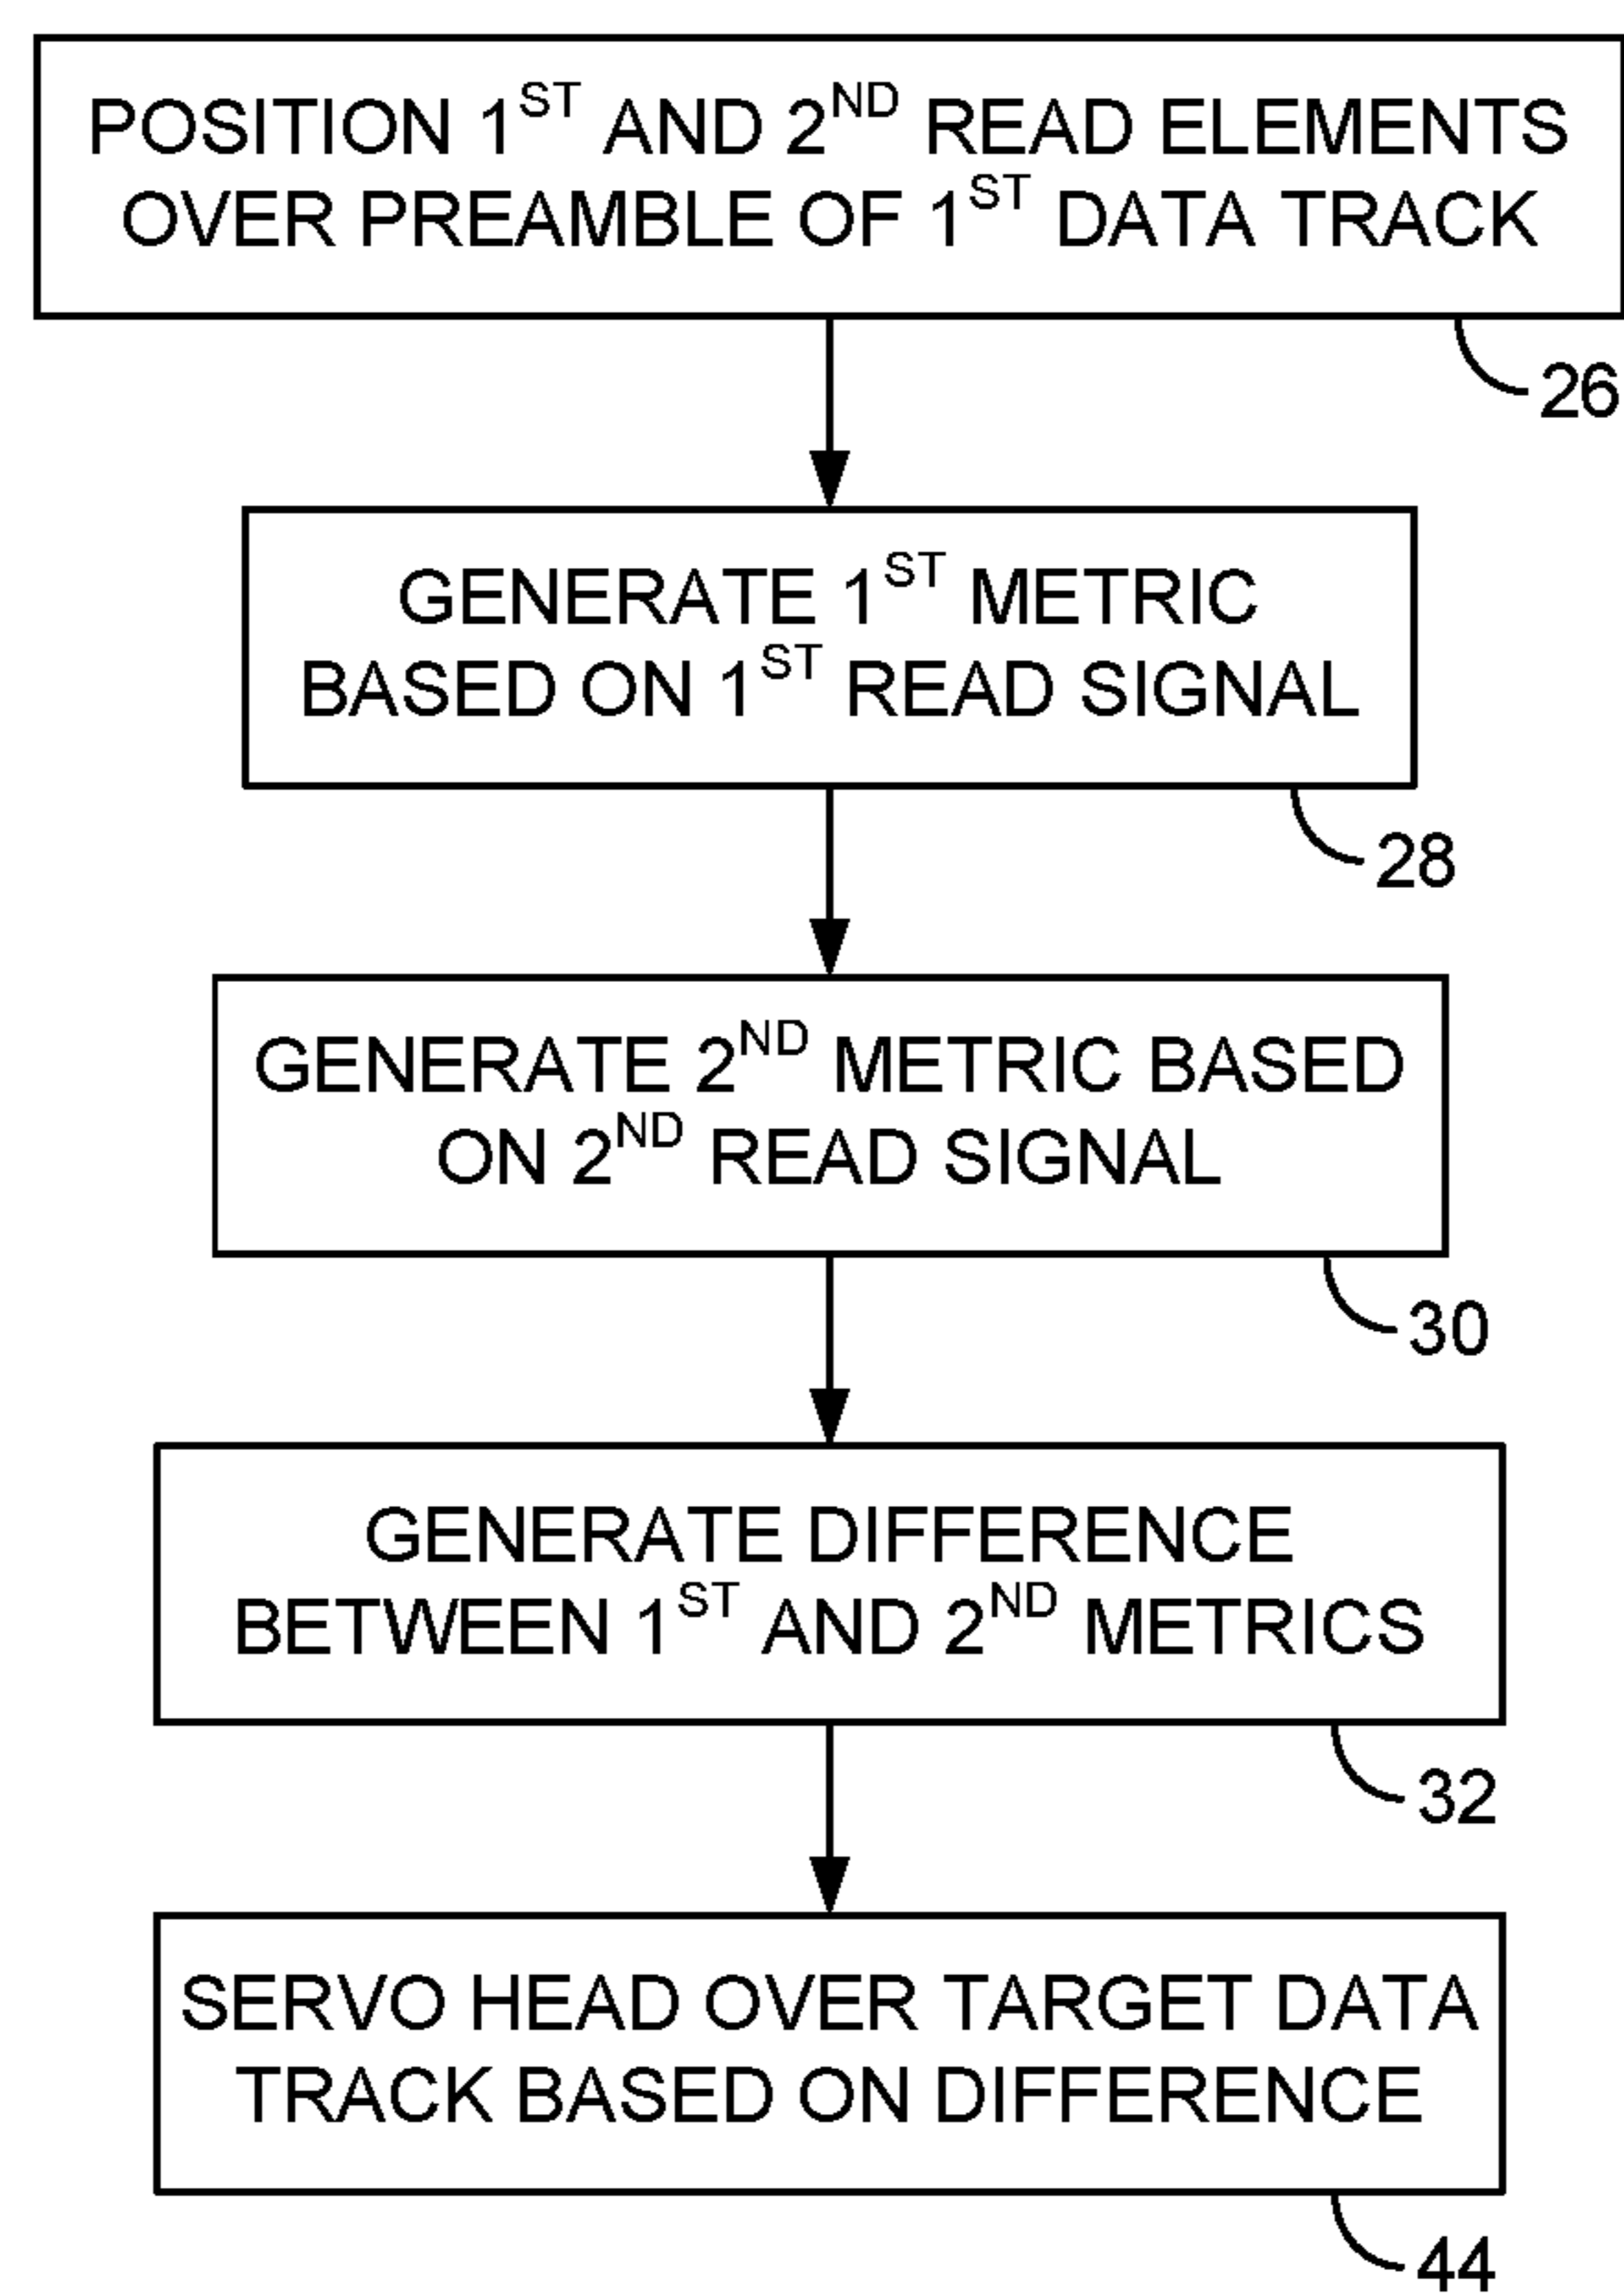 POSITION 1ST AND 2ND READ ELEMENTS
OVER PREAMBLE OF 1ST DATA TRACK
26
GENERATE 1ST METRIC
BASED ON 1ST READ SIGNAL
28
GENERATE 2ND METRIC BASED
ON 2ND READ SIGNAL
30
GENERATE DIFFERENCE
BETWEEN 1ST AND 2ND METRICS
32
SERVO HEAD OVER TARGET DATA
TRACK BASED ON DIFFERENCE
44